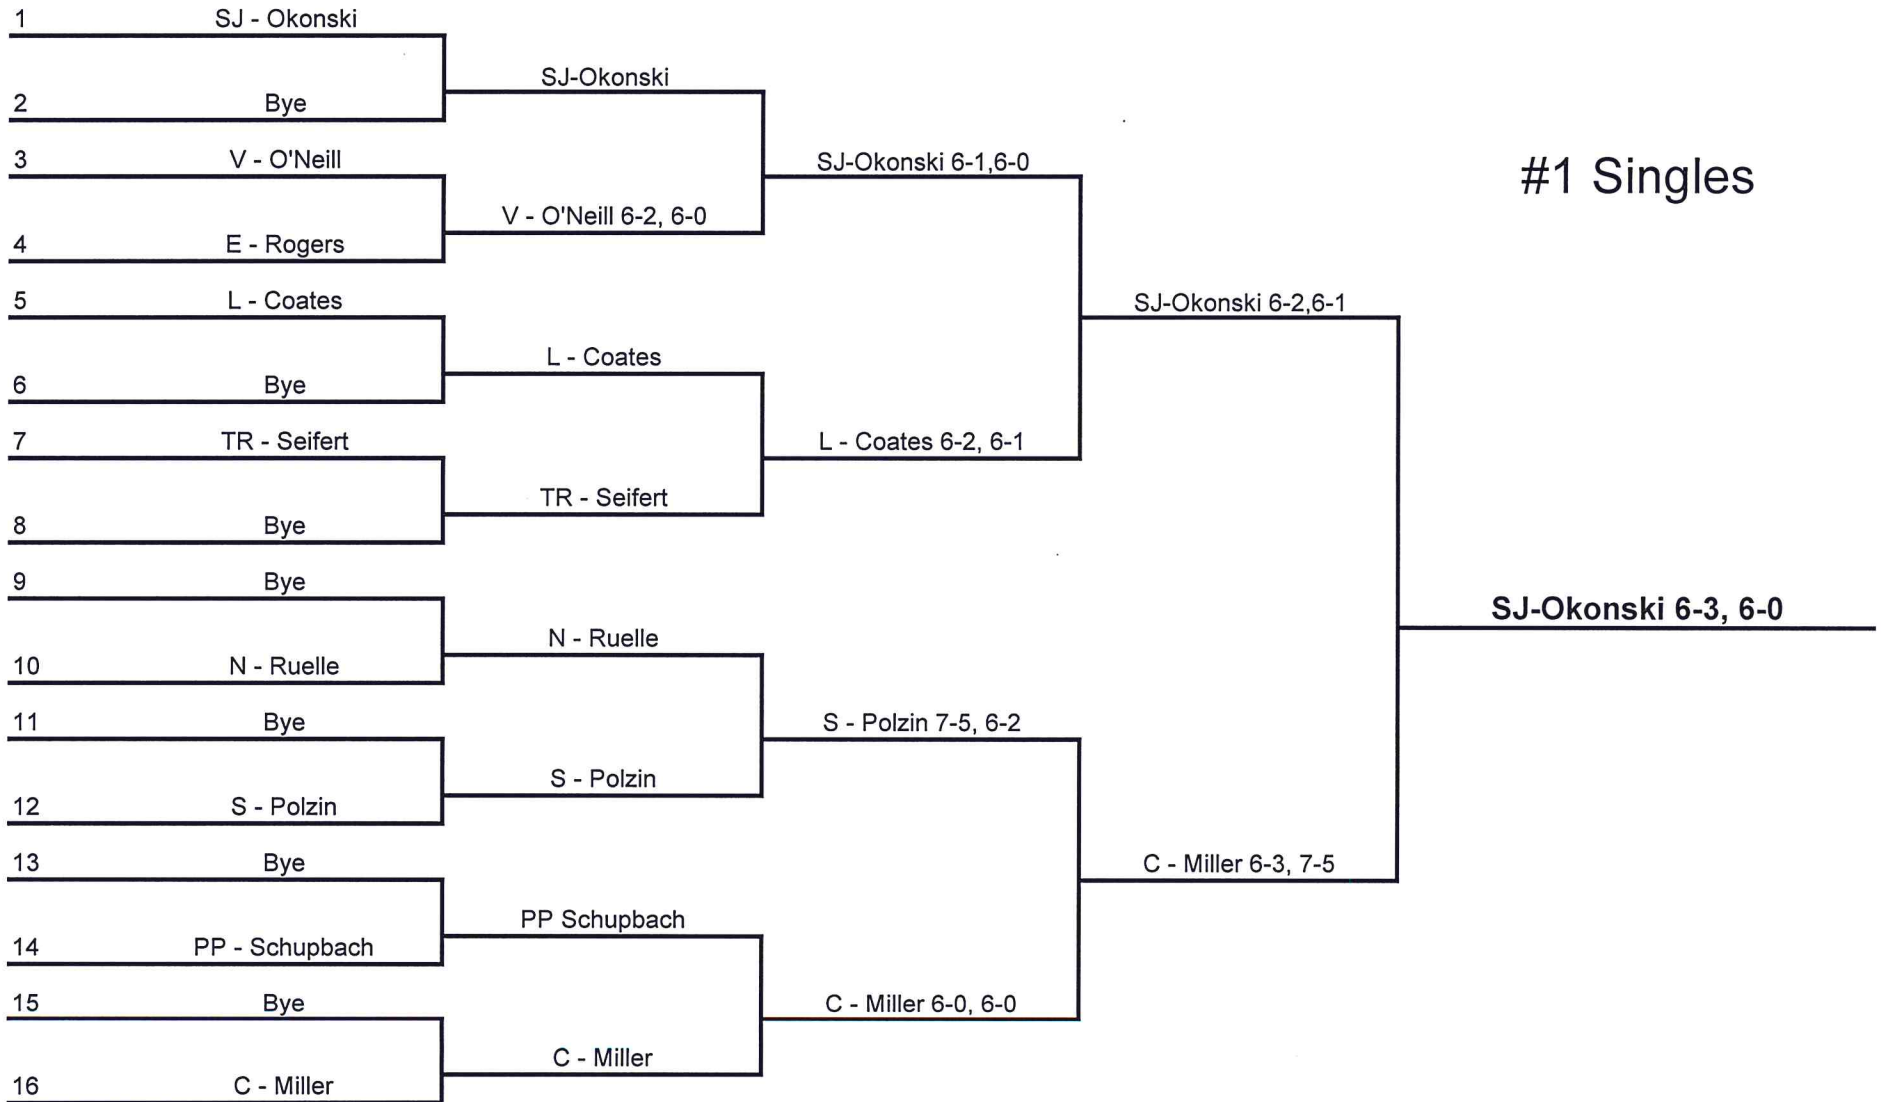 1 SJ - Okonski
2 Bye
3 V - O'Neill
4 E - Rogers
5 L - Coates
6 Bye
7 TR - Seifert
8 Bye
9 Bye
10 N - Ruelle
11 Bye
12 S - Polzin
13 Bye
14 PP - Schupbach
15 Bye
16 C - Miller
SJ-Okonski
V - O'Neill 6-2, 6-0
L - Coates
TR - Seifert
N - Ruelle
S - Polzin
PP Schupbach
C - Miller
SJ-Okonski 6-1,6-0
L - Coates 6-2, 6-1
S - Polzin 7-5, 6-2
C - Miller 6-0, 6-0
SJ-Okonski 6-2,6-1
C - Miller 6-3, 7-5
#1 Singles
SJ-Okonski 6-3, 6-0